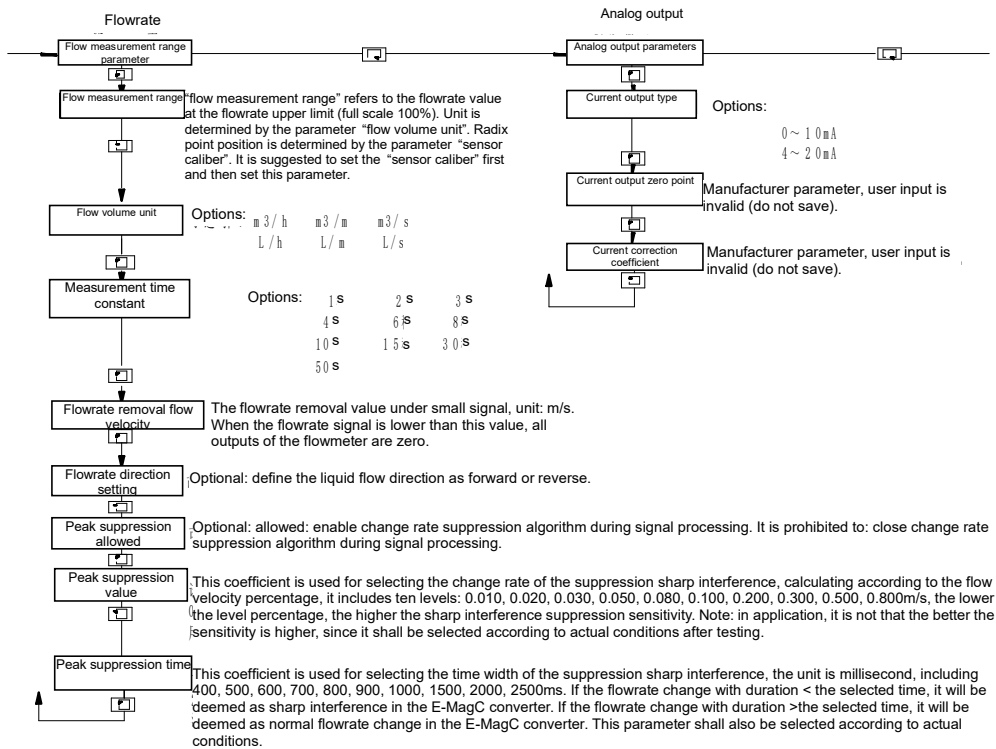 Flowrate
Analog output
Flow measurement range
parameter
Analog output parameters
Flow measurement range
"flow measurement range" refers to the flowrate value
at the flowrate upper limit (full scale 100%). Unit is
determined by the parameter "flow volume unit". Radix
point position is determined by the parameter "sensor
caliber". It is suggested to set the "sensor caliber" first
and then set this parameter.
Current output type
Options:
0~10mA
4~20mA
Current output zero point
Manufacturer parameter, user input is
invalid (do not save).
Flow volume unit
Options:
m3/h m3/m m3/s
L/h L/m L/s
Current correction
coefficient
Manufacturer parameter, user input is
invalid (do not save).
Measurement time
constant
Options:
1 s 2 s 3 s
4 s 6 s 8 s
10 s 15 s 30 s
50 s
Flowrate removal flow
velocity
The flowrate removal value under small signal, unit: m/s.
When the flowrate signal is lower than this value, all
outputs of the flowmeter are zero.
Flowrate direction
setting
Optional: define the liquid flow direction as forward or reverse.
Peak suppression
allowed
Optional: allowed: enable change rate suppression algorithm during signal processing. It is prohibited to: close change rate
suppression algorithm during signal processing.
Peak suppression
value
This coefficient is used for selecting the change rate of the suppression sharp interference, calculating according to the flow
velocity percentage, it includes ten levels: 0.010, 0.020, 0.030, 0.050, 0.080, 0.100, 0.200, 0.300, 0.500, 0.800m/s, the lower
the level percentage, the higher the sharp interference suppression sensitivity. Note: in application, it is not that the better the
sensitivity is higher, since it shall be selected according to actual conditions after testing.
Peak suppression time
This coefficient is used for selecting the time width of the suppression sharp interference, the unit is millisecond, including
400, 500, 600, 700, 800, 900, 1000, 1500, 2000, 2500ms. If the flowrate change with duration < the selected time, it will be
deemed as sharp interference in the E-MagC converter. If the flowrate change with duration >the selected time, it will be
deemed as normal flowrate change in the E-MagC converter. This parameter shall also be selected according to actual
conditions.